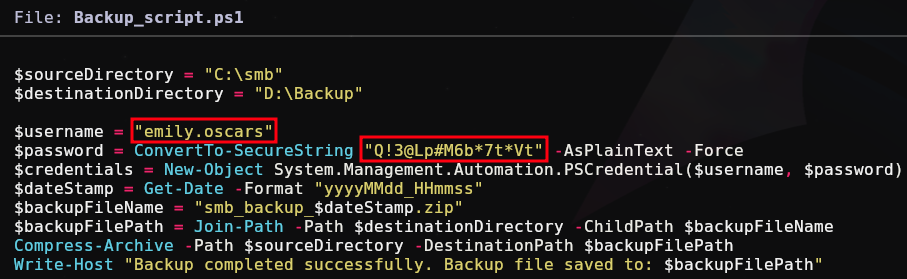 File: Backup_script.ps1
$sourceDirectory = "C:\smb"
$destinationDirectory = "D:\Backup"
$username = "emily.oscars"
$password = ConvertTo-SecureString "Q!3@Lp#M6b*7t*Vt" -AsPlainText -Force
$credentials = New-Object System.Management.Automation.PSCredential($username, $password)
$dateStamp = Get-Date -Format "yyyyMMdd_HHmmss"
$backupFileName = "smb_backup_$dateStamp.zip"
$backupFilePath = Join-Path -Path $destinationDirectory -ChildPath $backupFileName
Compress-Archive -Path $sourceDirectory -DestinationPath $backupFilePath
Write-Host "Backup completed successfully. Backup file saved to: $backupFilePath"